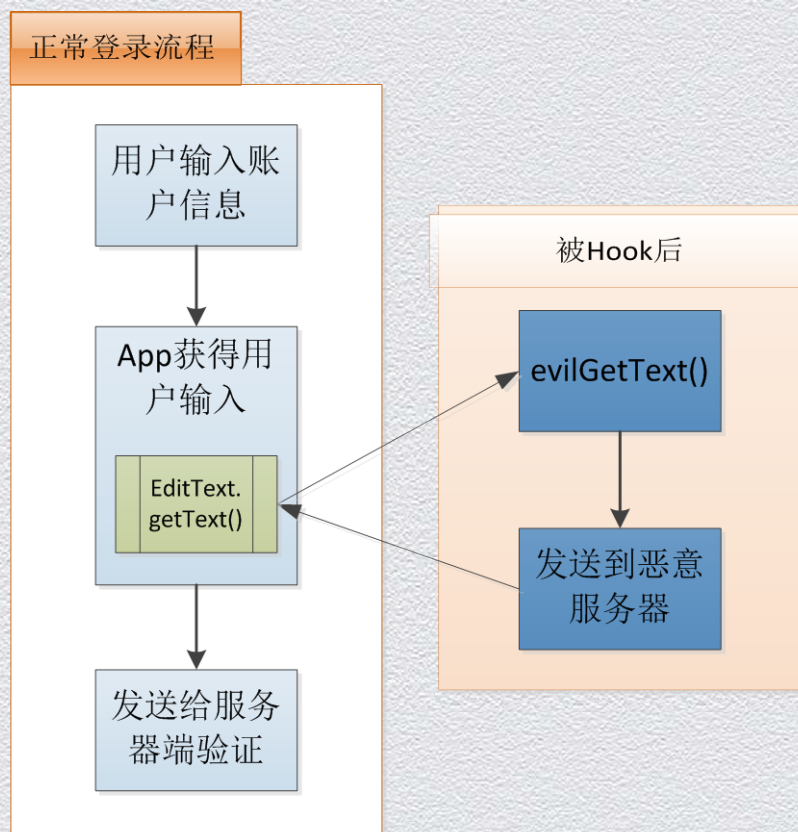 正常登录流程
用户输入账
户信息
App获得用
户输入
EditText.
getText()
发送给服务
器端验证
被Hook后
evilGetText()
发送到恶意
服务器